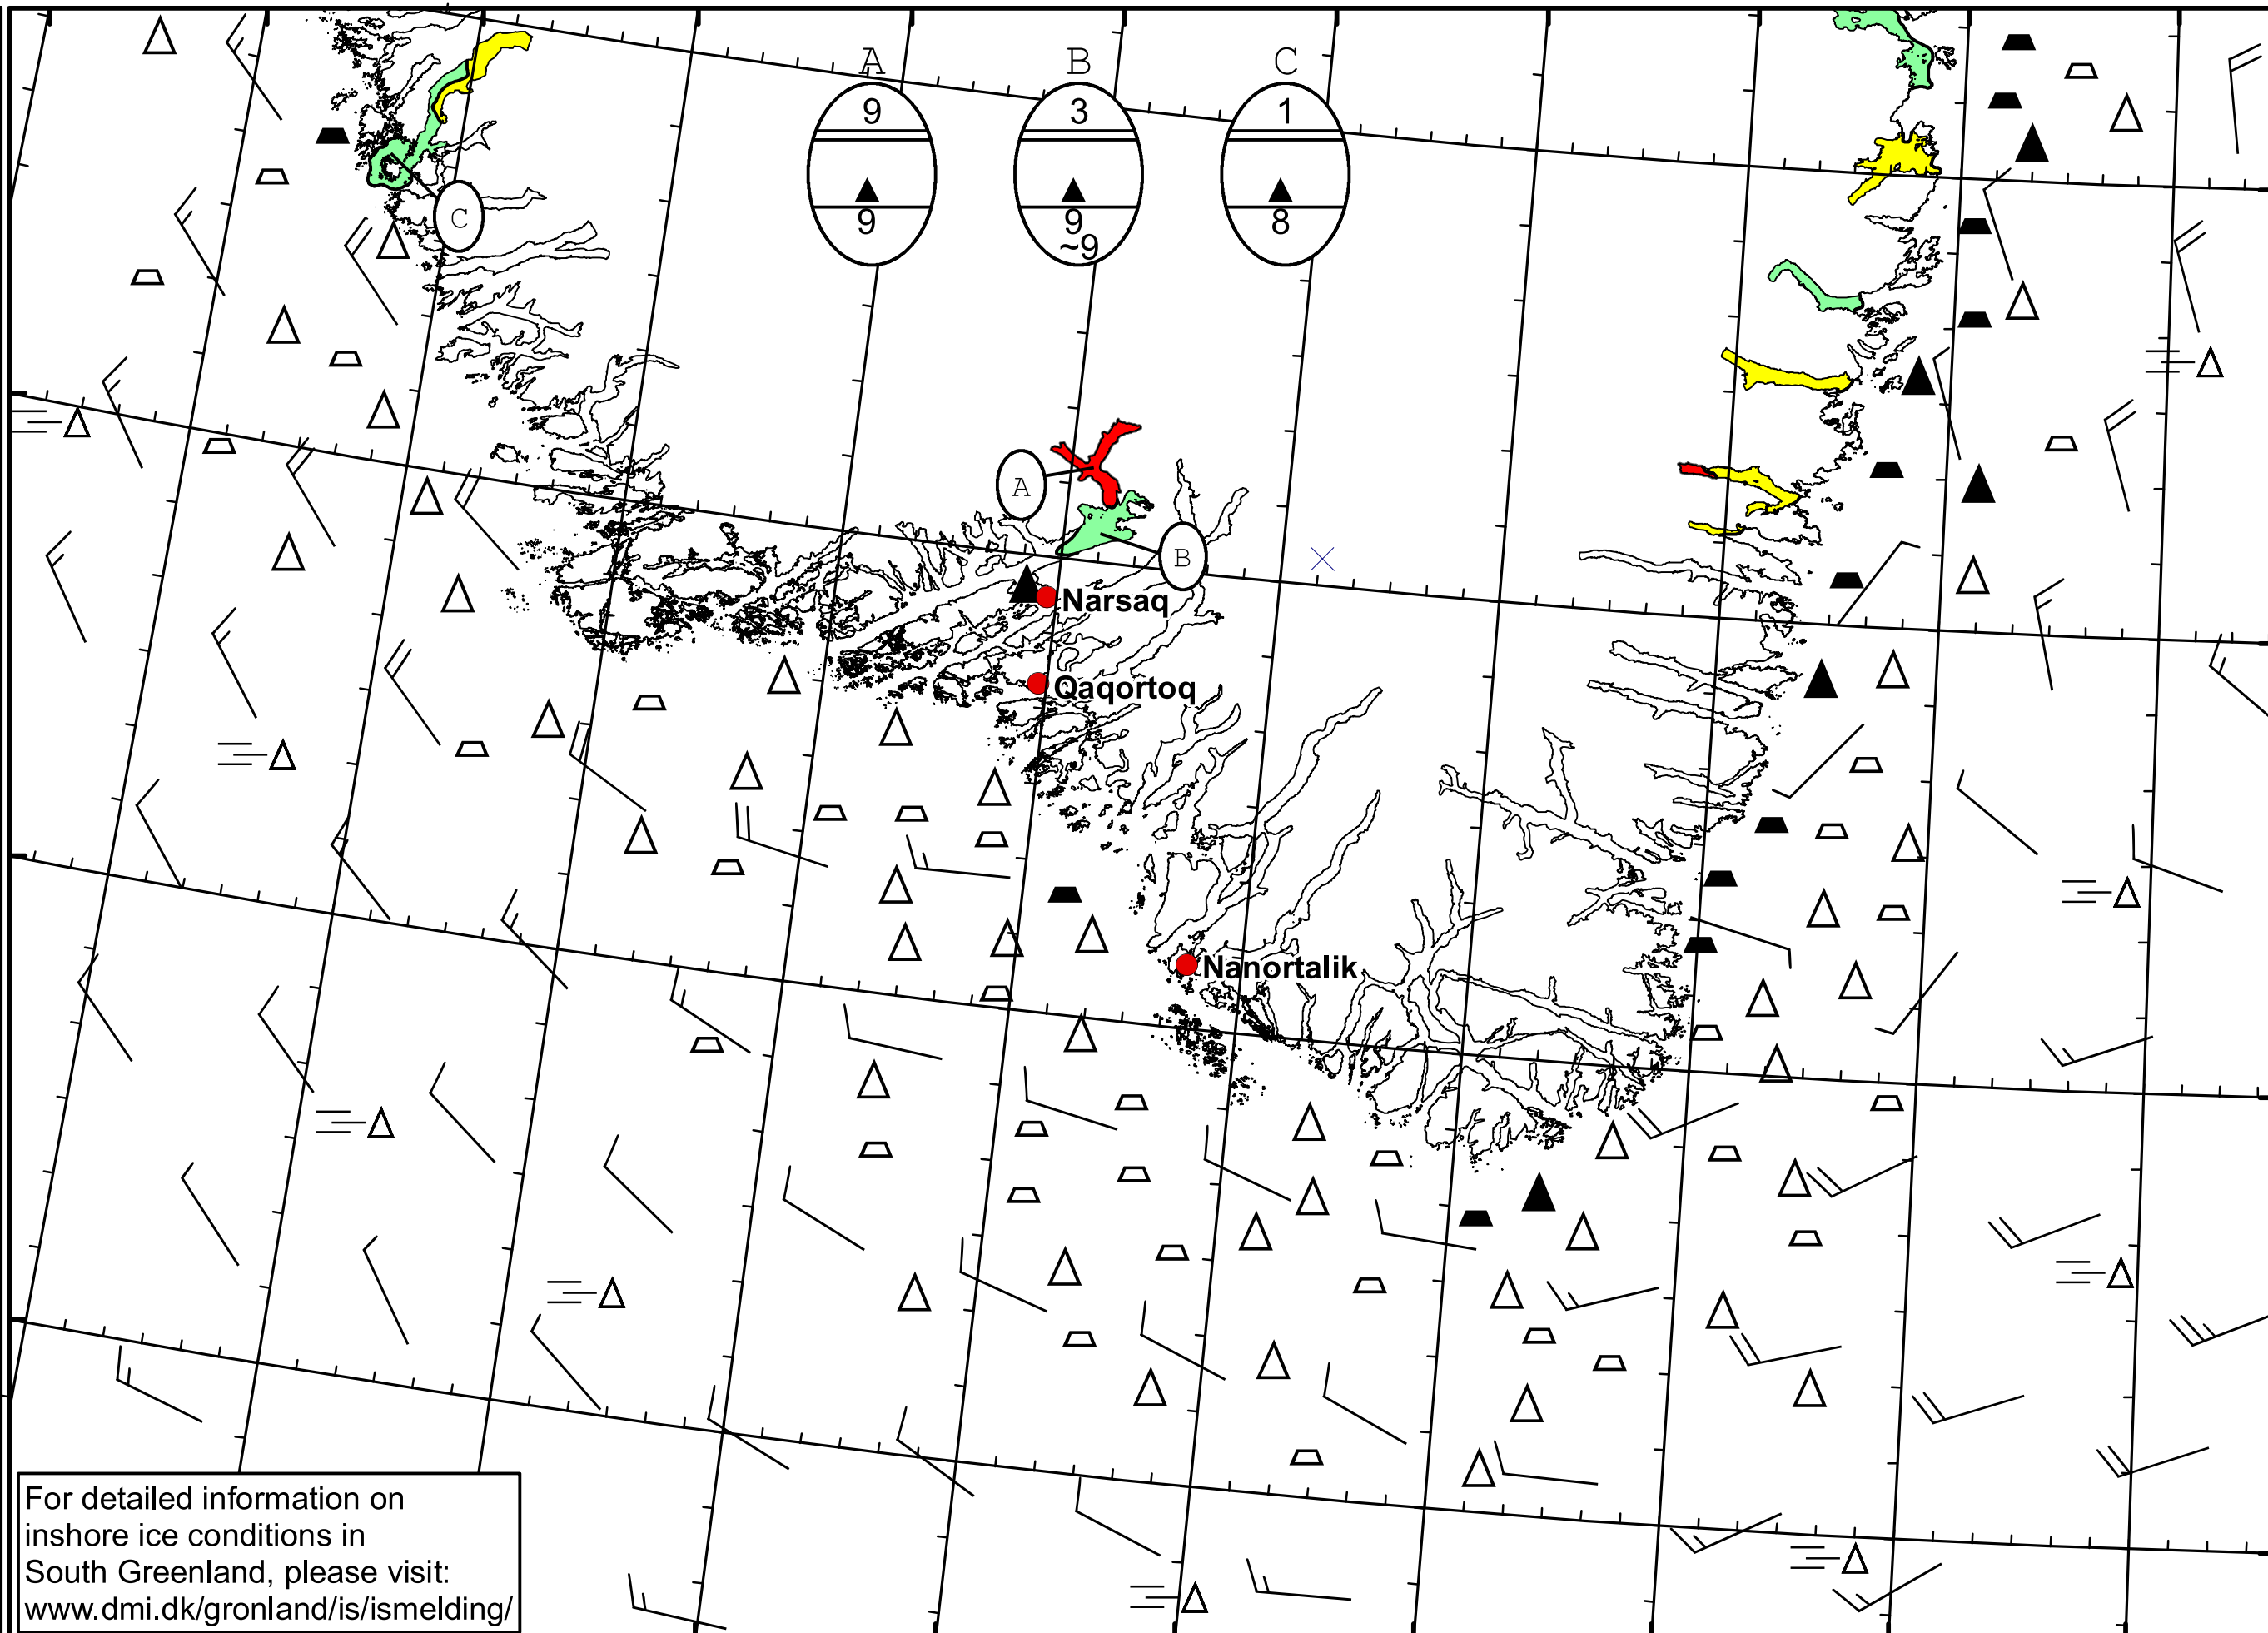 A B C
9 3 1
9 9 8
~9
C
A
B
Narsaq
Qaqortoq
Nanortalik
For detailed information on
inshore ice conditions in
South Greenland, please visit:
www.dmi.dk/gronland/is/ismelding/